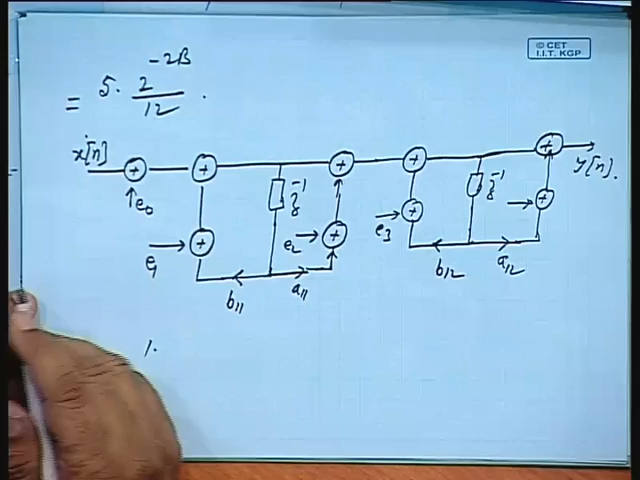 © CET
I.I.T. KGP
= 5. 2^{-2B} / 12 .
x[n] + + + + + y[n].
e0 z^{-1} z^{-1}
e1 + e2 + e3 + +
b11 a11 b12 a12
1.